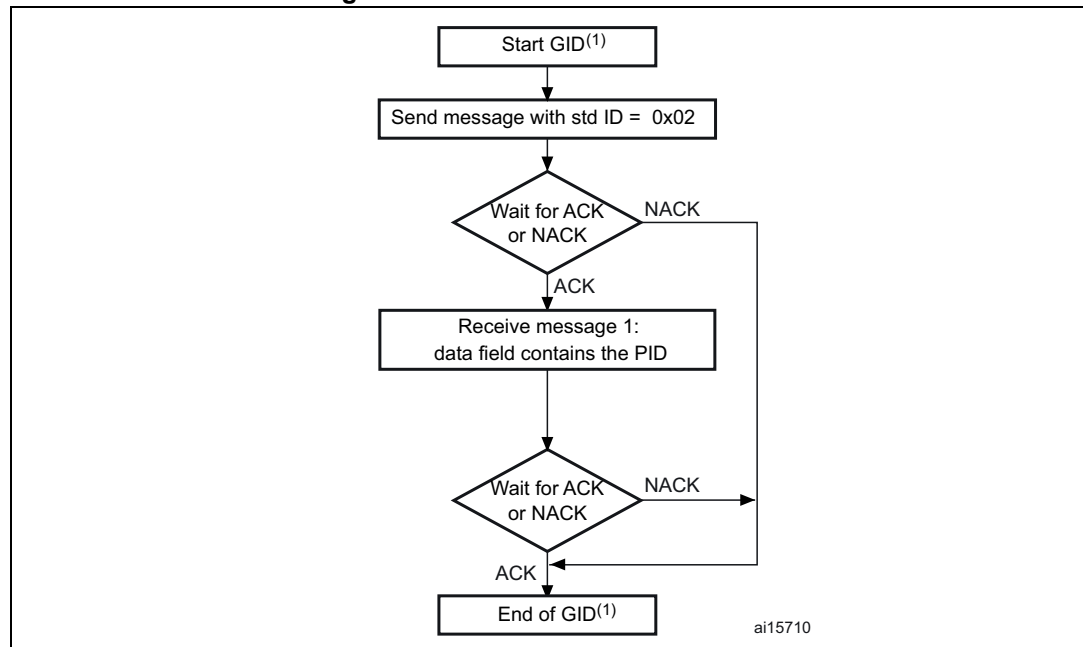 Start GID(1)
Send message with std ID = 0x02
Wait for ACK
or NACK
NACK
ACK
Receive message 1:
data field contains the PID
Wait for ACK
or NACK
NACK
ACK
End of GID(1)
ai15710